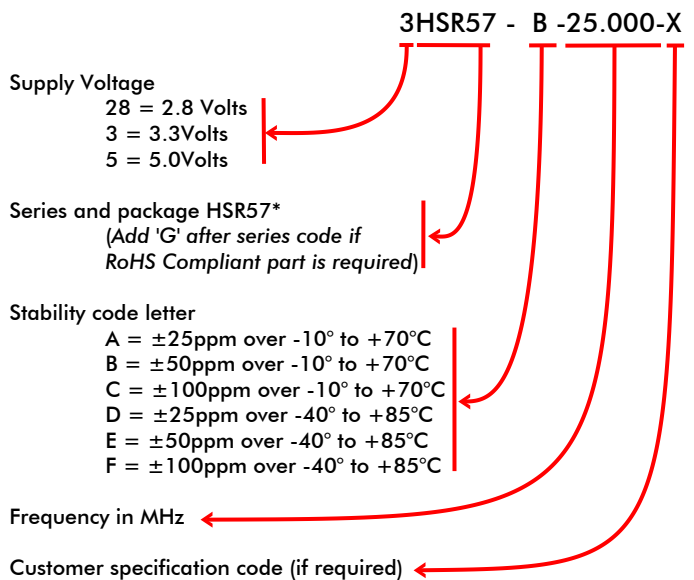 3HSR57 - B -25.000-X
Supply Voltage
28 = 2.8 Volts
3 = 3.3Volts
5 = 5.0Volts
Series and package HSR57*
(Add 'G' after series code if
RoHS Compliant part is required)
Stability code letter
A = ±25ppm over -10° to +70°C
B = ±50ppm over -10° to +70°C
C = ±100ppm over -10° to +70°C
D = ±25ppm over -40° to +85°C
E = ±50ppm over -40° to +85°C
F = ±100ppm over -40° to +85°C
Frequency in MHz
Customer specification code (if required)